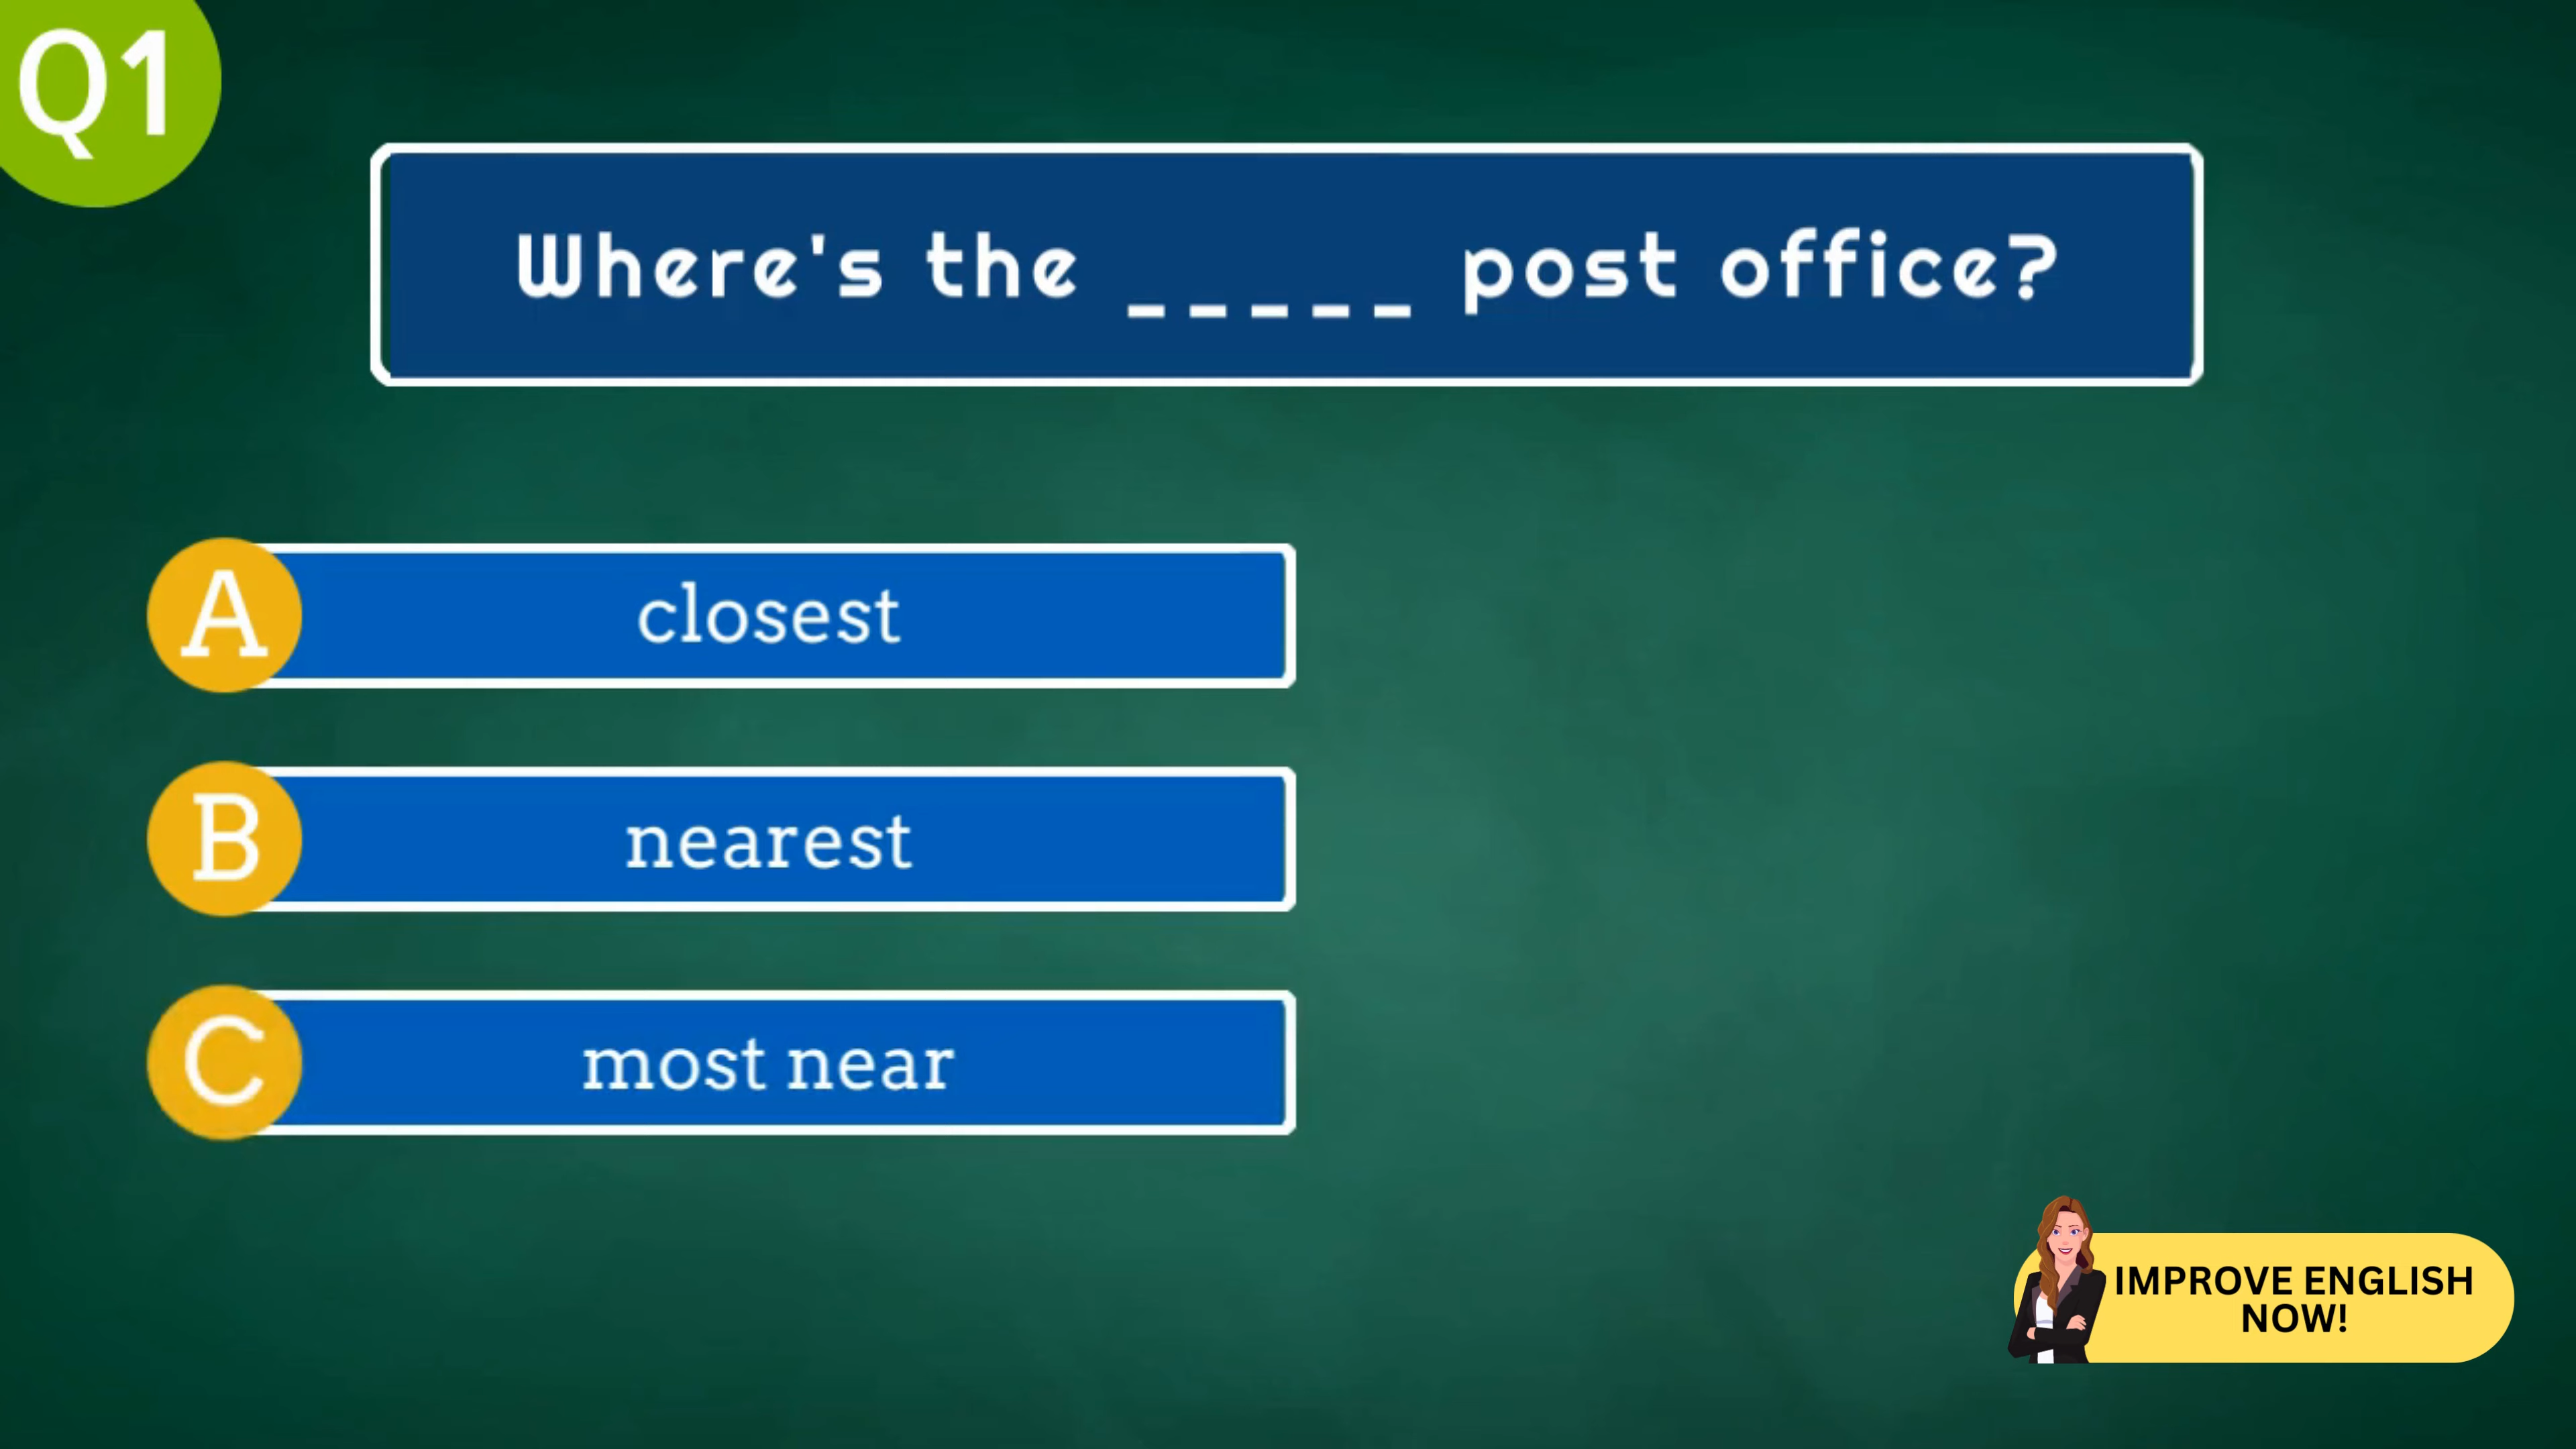 Q1
Where's the _____ post office?
A
closest
B
nearest
C
most near
IMPROVE ENGLISH
NOW!